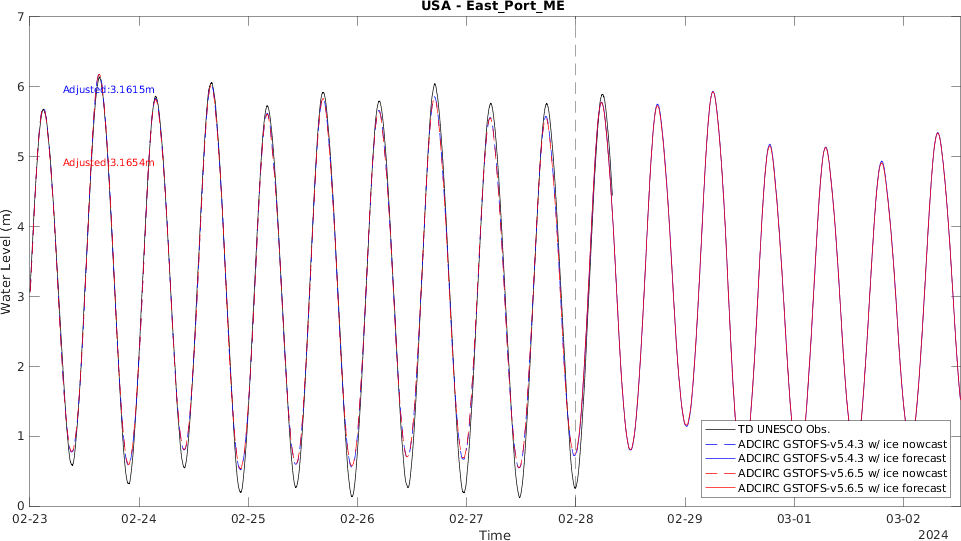 USA - East_Port_ME
7
6
5
4
3
2
1
0
Water Level (m)
Adjusted:3.1615m
Adjusted:3.1654m
TD UNESCO Obs.
ADCIRC GSTOFS-v5.4.3 w/ ice nowcast
ADCIRC GSTOFS-v5.4.3 w/ ice forecast
ADCIRC GSTOFS-v5.6.5 w/ ice nowcast
ADCIRC GSTOFS-v5.6.5 w/ ice forecast
02-23 02-24 02-25 02-26 02-27 02-28 02-29 03-01 03-02
Time
2024